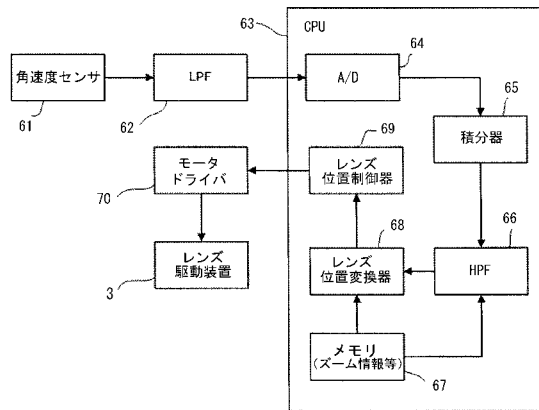 63
CPU
角速度センサ
61
LPF
62
A/D
64
65
積分器
69
レンズ
位置制御器
モータ
ドライバ
70
レンズ
駆動装置
3
68
レンズ
位置変換器
66
HPF
メモリ
(ズーム情報等)
67